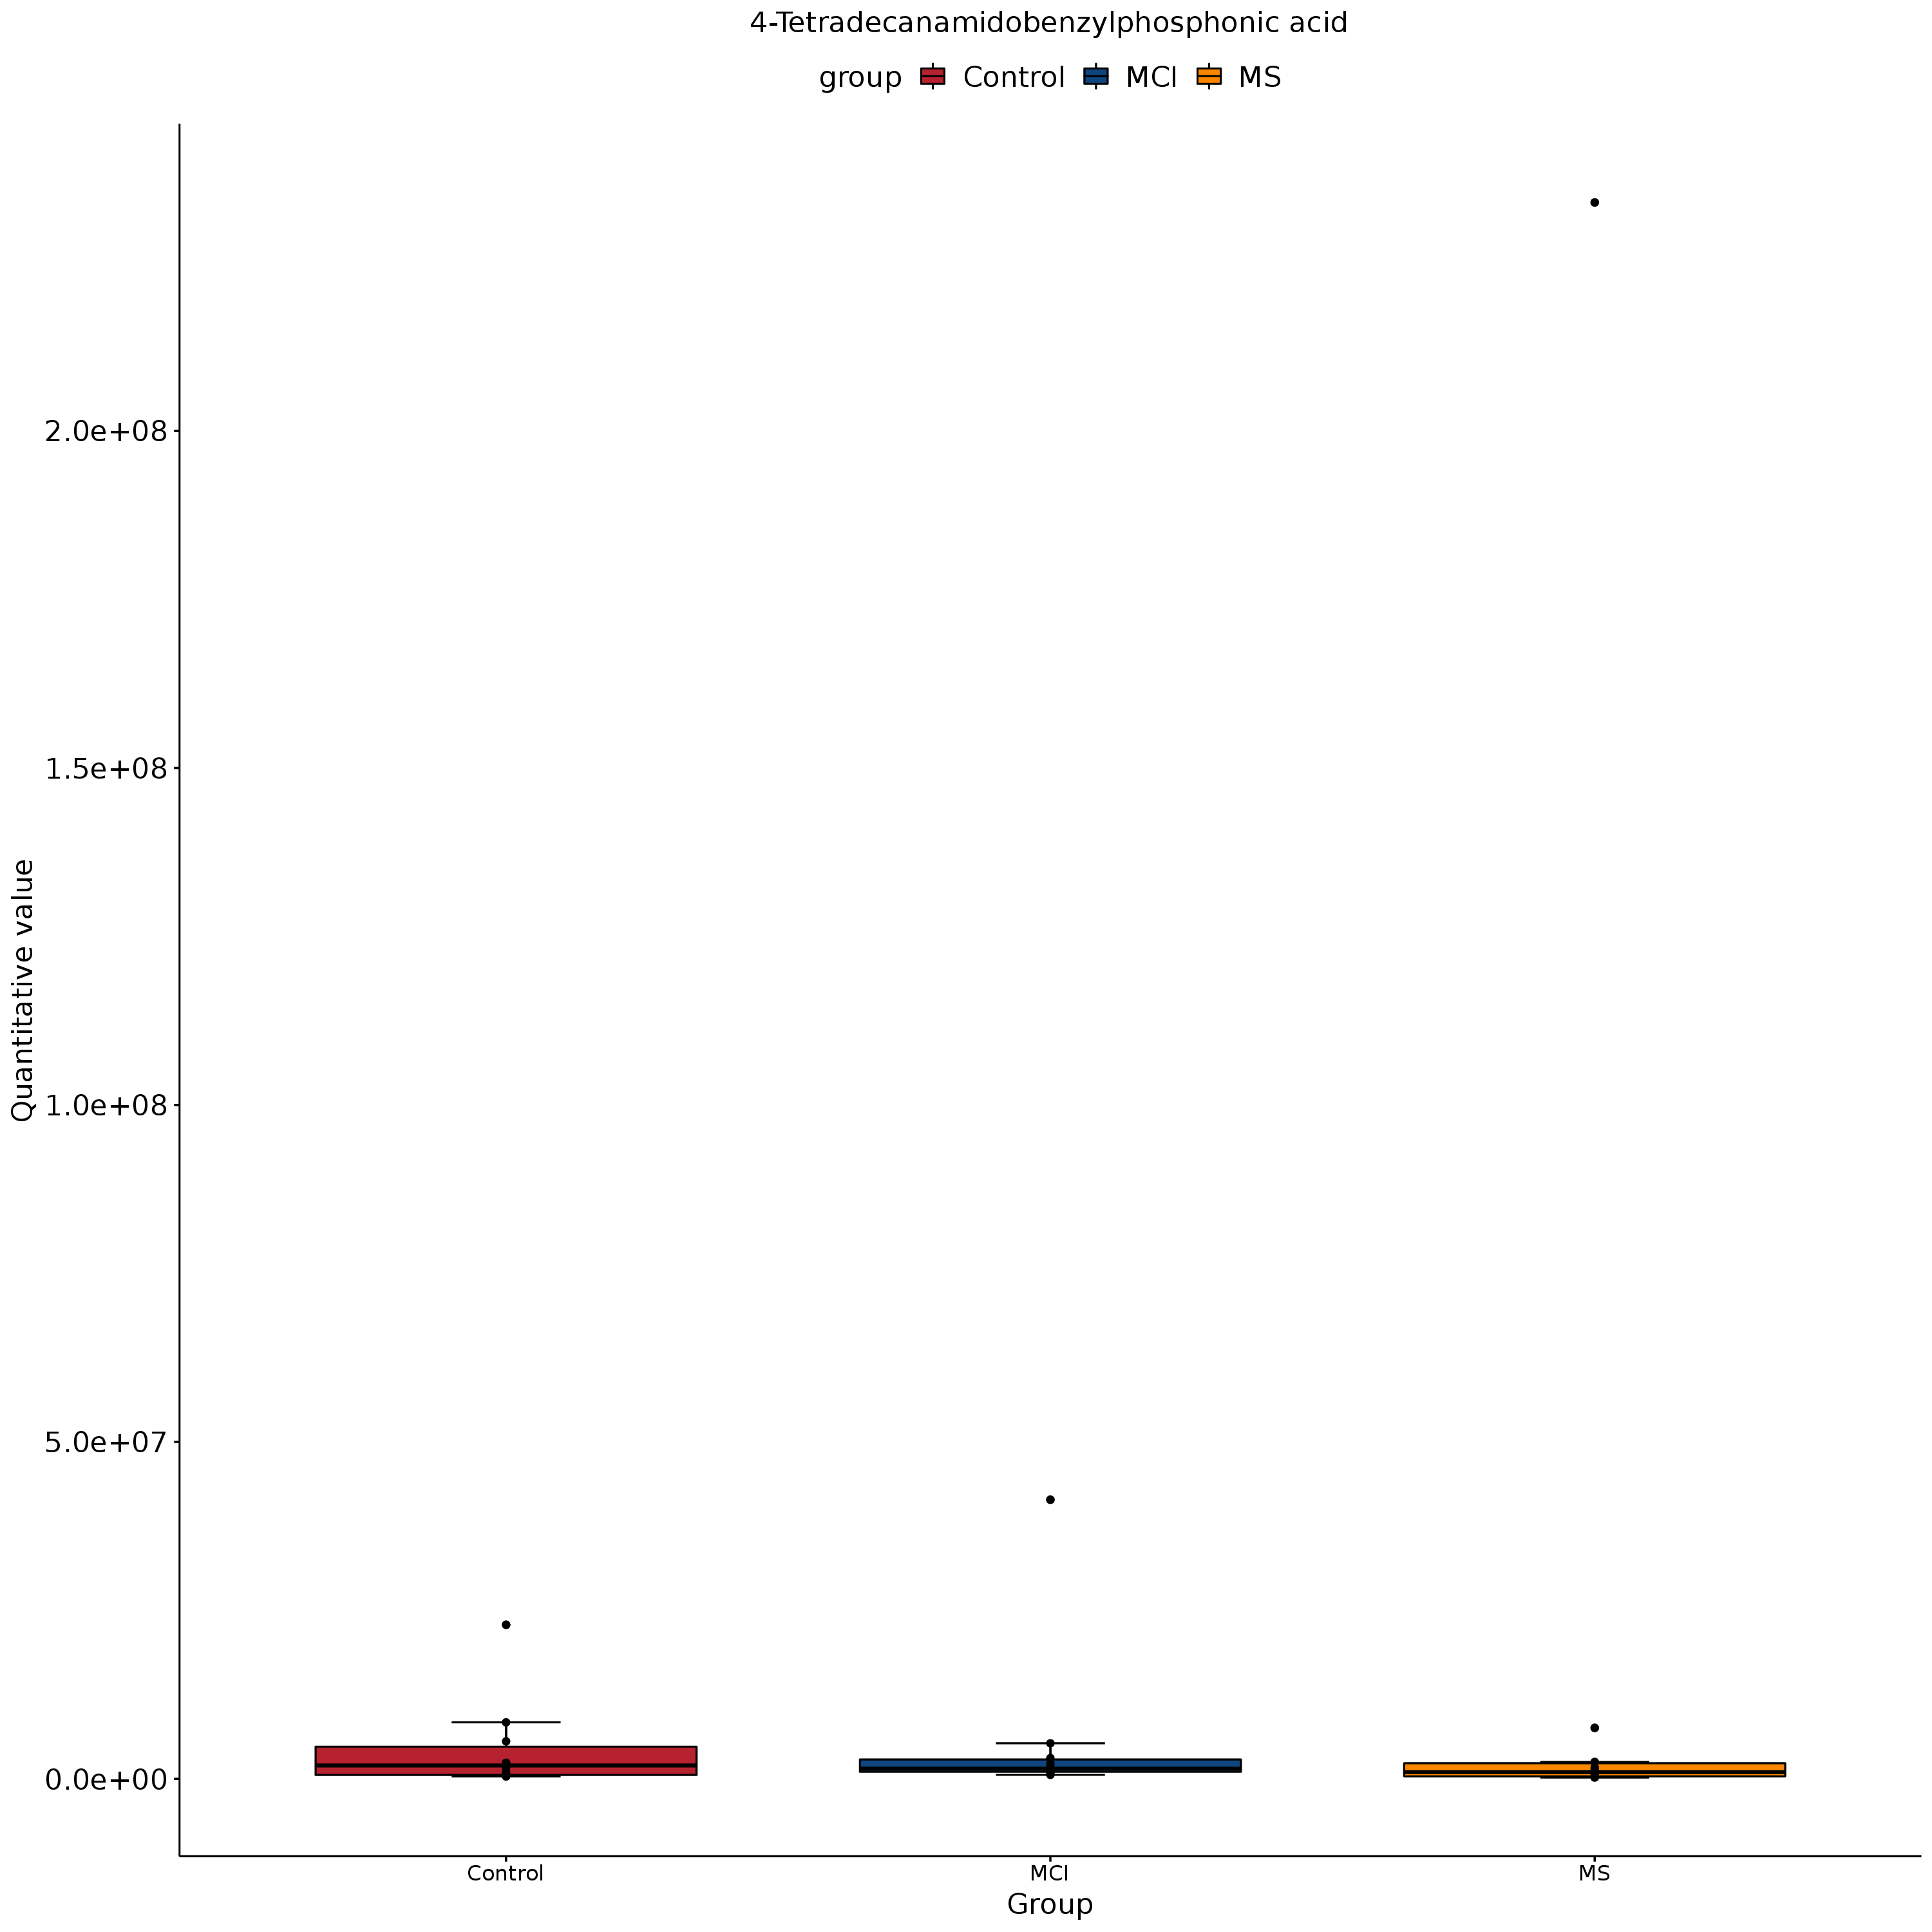 4-Tetradecanamidobenzylphosphonic acid
group Control MCI MS
2.0e+08
1.5e+08
1.0e+08
5.0e+07
0.0e+00
Quantitative value
Control MCI MS
Group